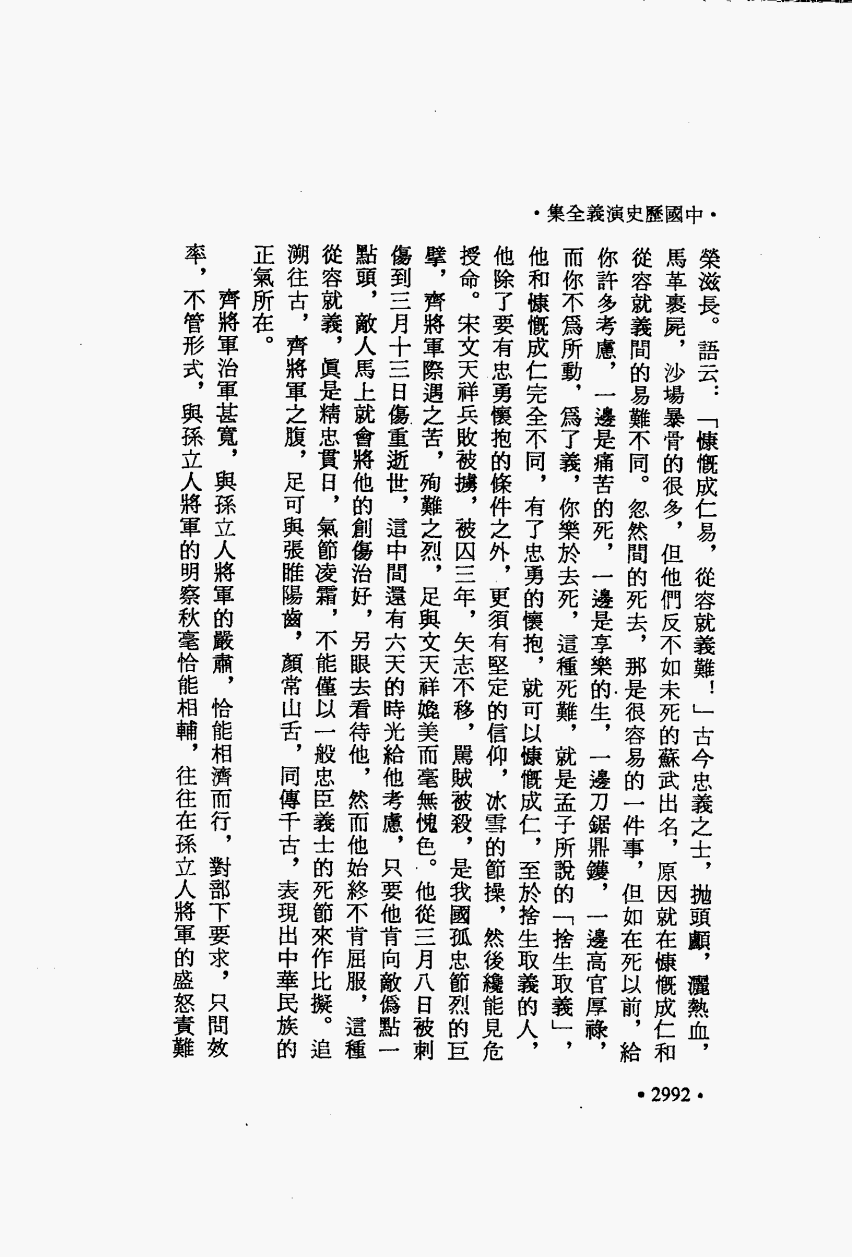 ·中國歷史演義全集·
榮滋長。語云：「慷慨成仁易，從容就義難！」古今忠義之士，拋頭顱，灑熱血，
馬革裹屍，沙場暴骨的很多，但他們反不如未死的蘇武出名，原因就在慷慨成仁和
從容就義間的易難不同。忽然間的死去，那是很容易的一件事，但如在死以前，給
你許多考慮，一邊是痛苦的死，一邊是享樂的生，一邊刀鋸鼎鑊，一邊高官厚祿，
而你不爲所動，爲了義，你樂於去死，這種死難，就是孟子所說的「捨生取義」，
他和慷慨成仁完全不同，有了忠勇的懷抱，就可以慷慨成仁，至於捨生取義的人，
他除了要有忠勇懷抱的條件之外，更須有堅定的信仰，冰雪的節操，然後纔能見危
授命。宋文天祥兵敗被擄，被囚三年，矢志不移，罵賊被殺，是我國孤忠節烈的巨
擘，齊將軍際遇之苦，殉難之烈，足與文天祥媲美而毫無愧色。他從三月八日被刺
傷到三月十三日傷重逝世，這中間還有六天的時光給他考慮，只要他肯向敵僞點一
點頭，敵人馬上就會將他的創傷治好，另眼去看待他，然而他始終不肯屈服，這種
從容就義，眞是精忠貫日，氣節凌霜，不能僅以一般忠臣義士的死節來作比擬。追
溯往古，齊將軍之腹，足可與張睢陽齒，顏常山舌，同傳千古，表現出中華民族的
正氣所在。
齊將軍治軍甚寬，與孫立人將軍的嚴肅，恰能相濟而行，對部下要求，只問效
率，不管形式，與孫立人將軍的明察秋毫恰能相輔，往往在孫立人將軍的盛怒責難
·2992·